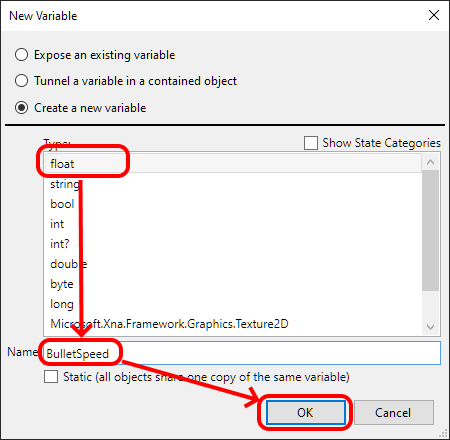 New Variable
Expose an existing variable
Tunnel a variable in a contained object
Create a new variable
Type: Show State Categories
float
string
bool
int
int?
double
byte
long
Microsoft.Xna.Framework.Graphics.Texture2D
Name BulletSpeed
Static (all objects share one copy of the same variable)
OK Cancel